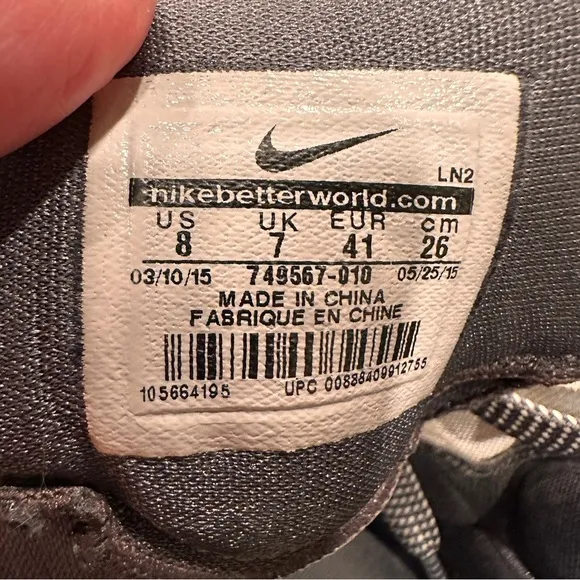 LN2
nikebetterworld.com
US UK EUR cm
8 7 41 26
03/10/15 749567-010 05/25/15
MADE IN CHINA
FABRIQUE EN CHINE
105664195 UPC 00888409912755